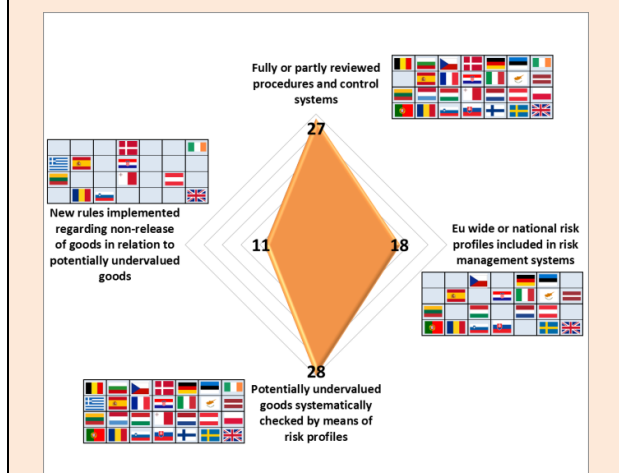 Fully or partly reviewed
procedures and control
systems
27
New rules implemented
regarding non-release
of goods in relation to
potentially undervalued
goods
11
18
Eu wide or national risk
profiles included in risk
management systems
28
Potentially undervalued
goods systematically
checked by means of
risk profiles